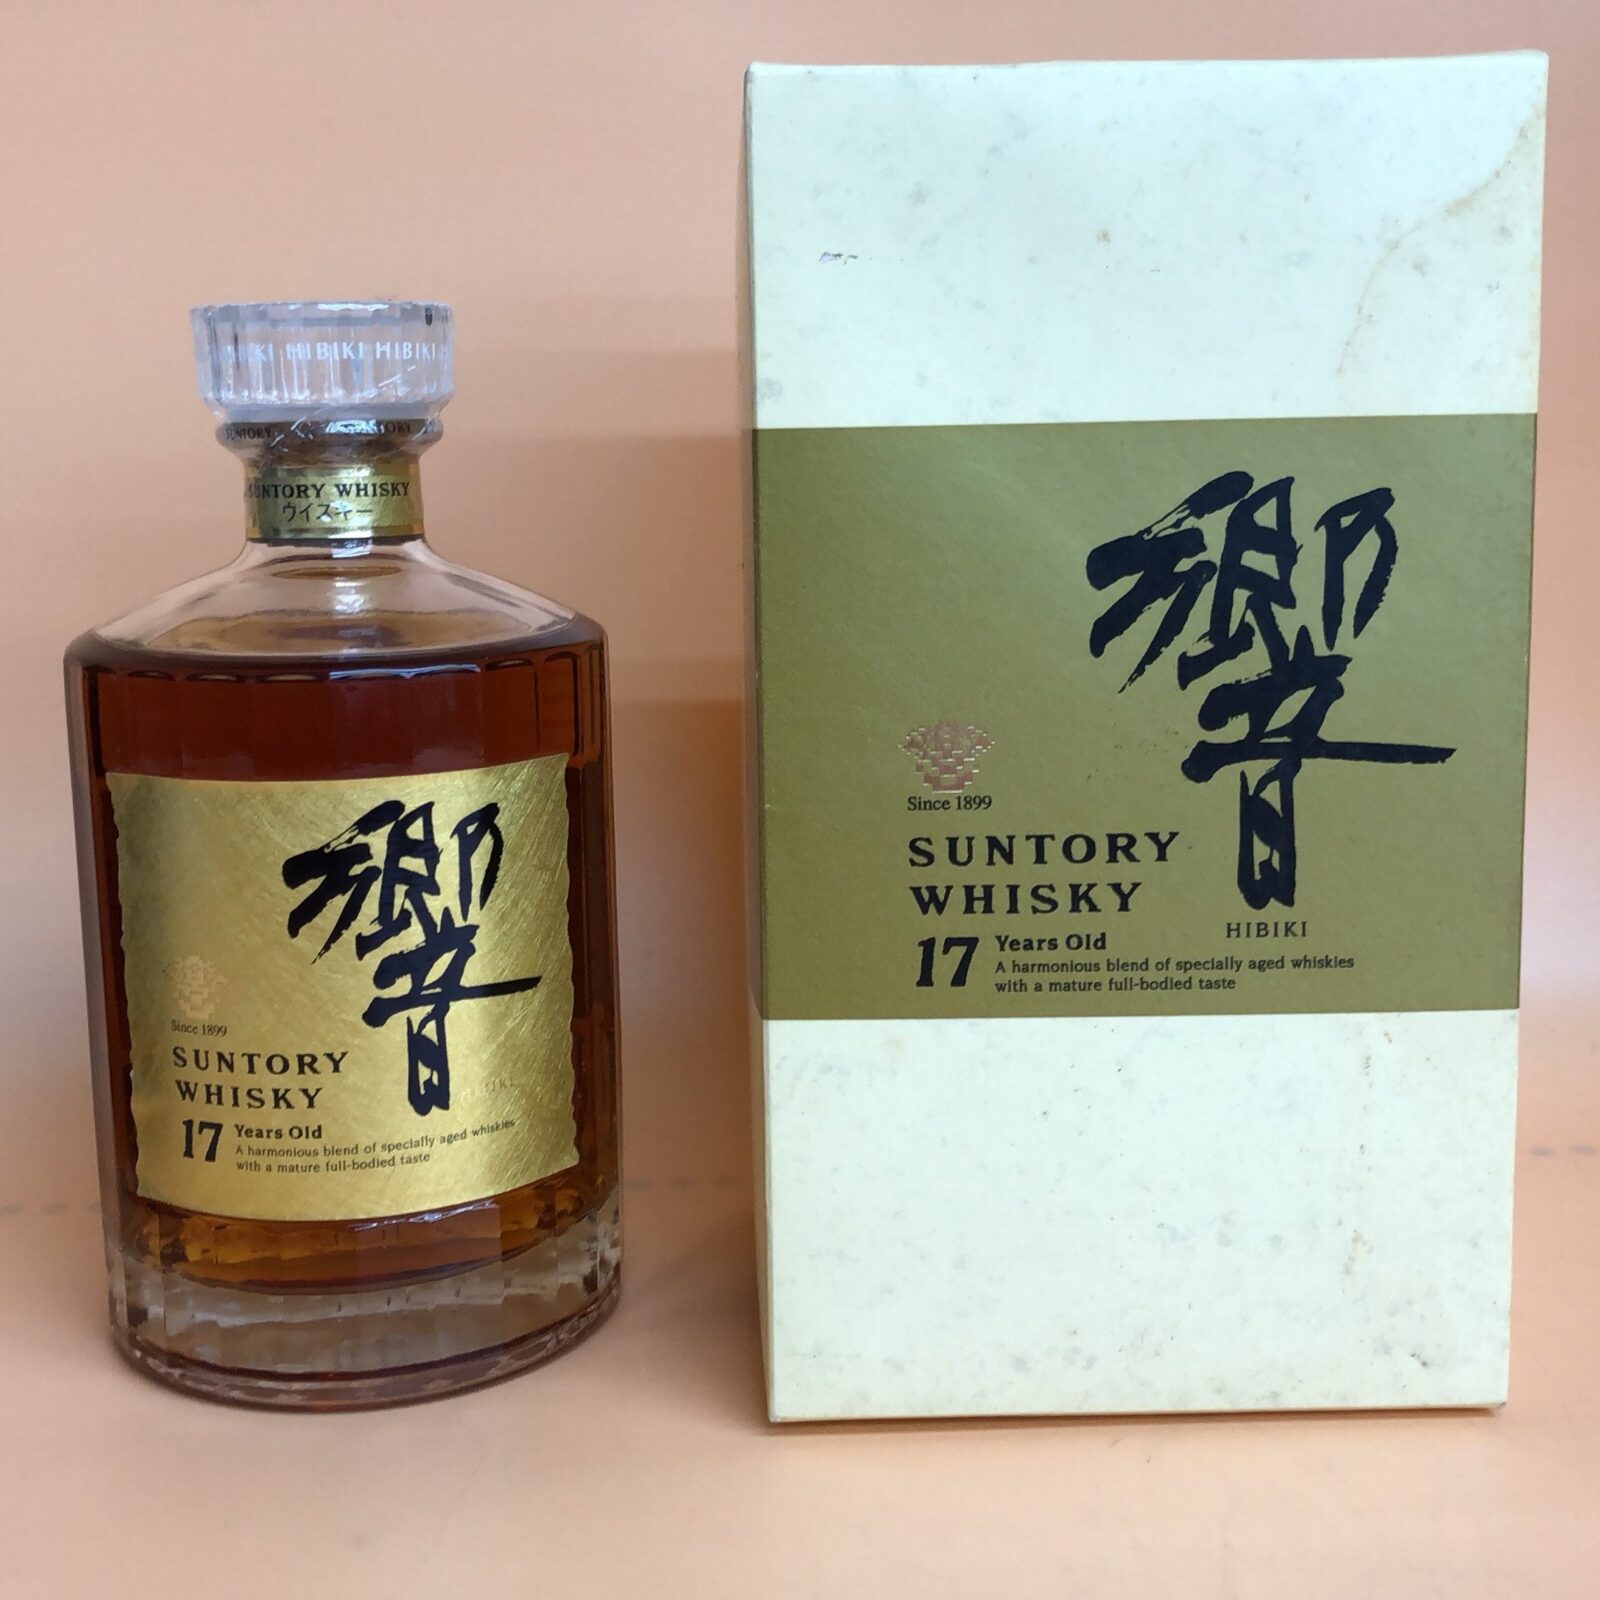 HIBIKI HIBIKI
SUNTORY
SUNTORY WHISKY
ウイスキー
響
Since 1899
SUNTORY
WHISKY
HIBIKI
17 Years Old
A harmonious blend of specially aged whiskies
with a mature full-bodied taste
響
Since 1899
SUNTORY
WHISKY
HIBIKI
17 Years Old
A harmonious blend of specially aged whiskies
with a mature full-bodied taste